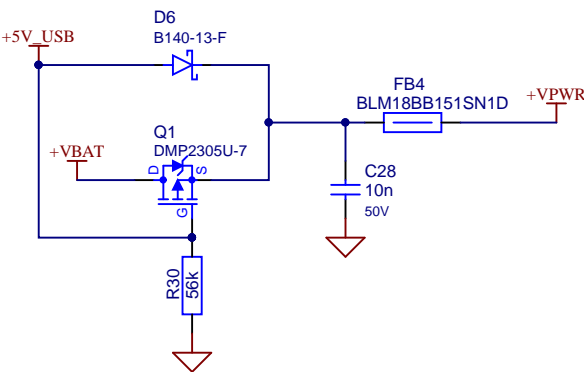 D6
+5V_USB
B140-13-F
FB4
BLM18BB151SN1D
+VPWR
Q1
DMP2305U-7
+VBAT
D
S
G
C28
10n
50V
R30
56k